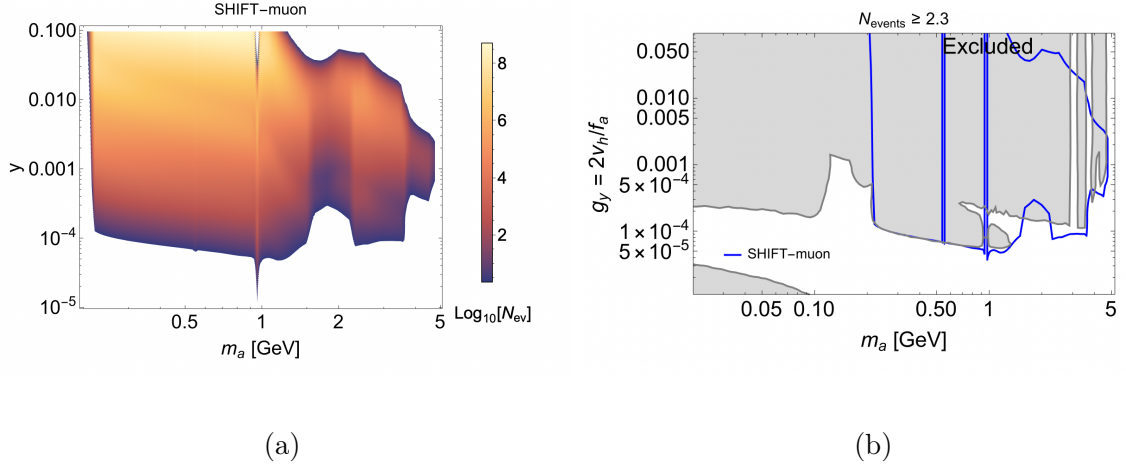 SHIFT-muon
0.100
0.010
0.001
10⁻⁴
10⁻⁵
y
0.5
1
2
5
mₐ [GeV]
8
6
4
2
Log₁₀[Nₑᵥ]
(a)
N_events ≥ 2.3
Excluded
0.050
0.010
0.005
0.001
5×10⁻⁴
1×10⁻⁴
5×10⁻⁵
g_y = 2v_h/f_a
SHIFT-muon
0.05
0.10
0.50
1
5
mₐ [GeV]
(b)